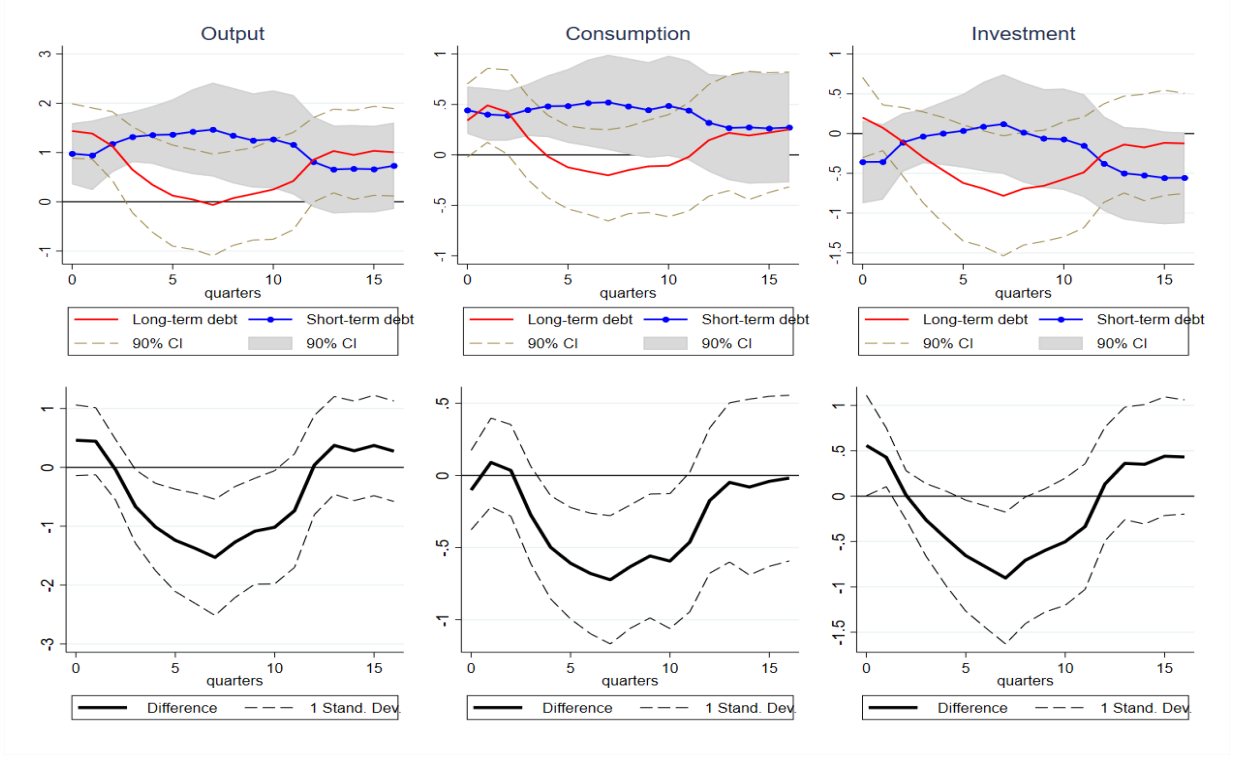 Output
3
2
1
0
-1
0 5 10 15
quarters
Long-term debt Short-term debt
90% CI 90% CI
Consumption
1
.5
0
-.5
-1
0 5 10 15
quarters
Long-term debt Short-term debt
90% CI 90% CI
Investment
1
.5
0
-.5
-1
-1.5
0 5 10 15
quarters
Long-term debt Short-term debt
90% CI 90% CI
1
0
-1
-2
-3
0 5 10 15
quarters
Difference 1 Stand. Dev.
.5
0
-.5
-1
0 5 10 15
quarters
Difference 1 Stand. Dev.
1
.5
0
-.5
-1
-1.5
0 5 10 15
quarters
Difference 1 Stand. Dev.